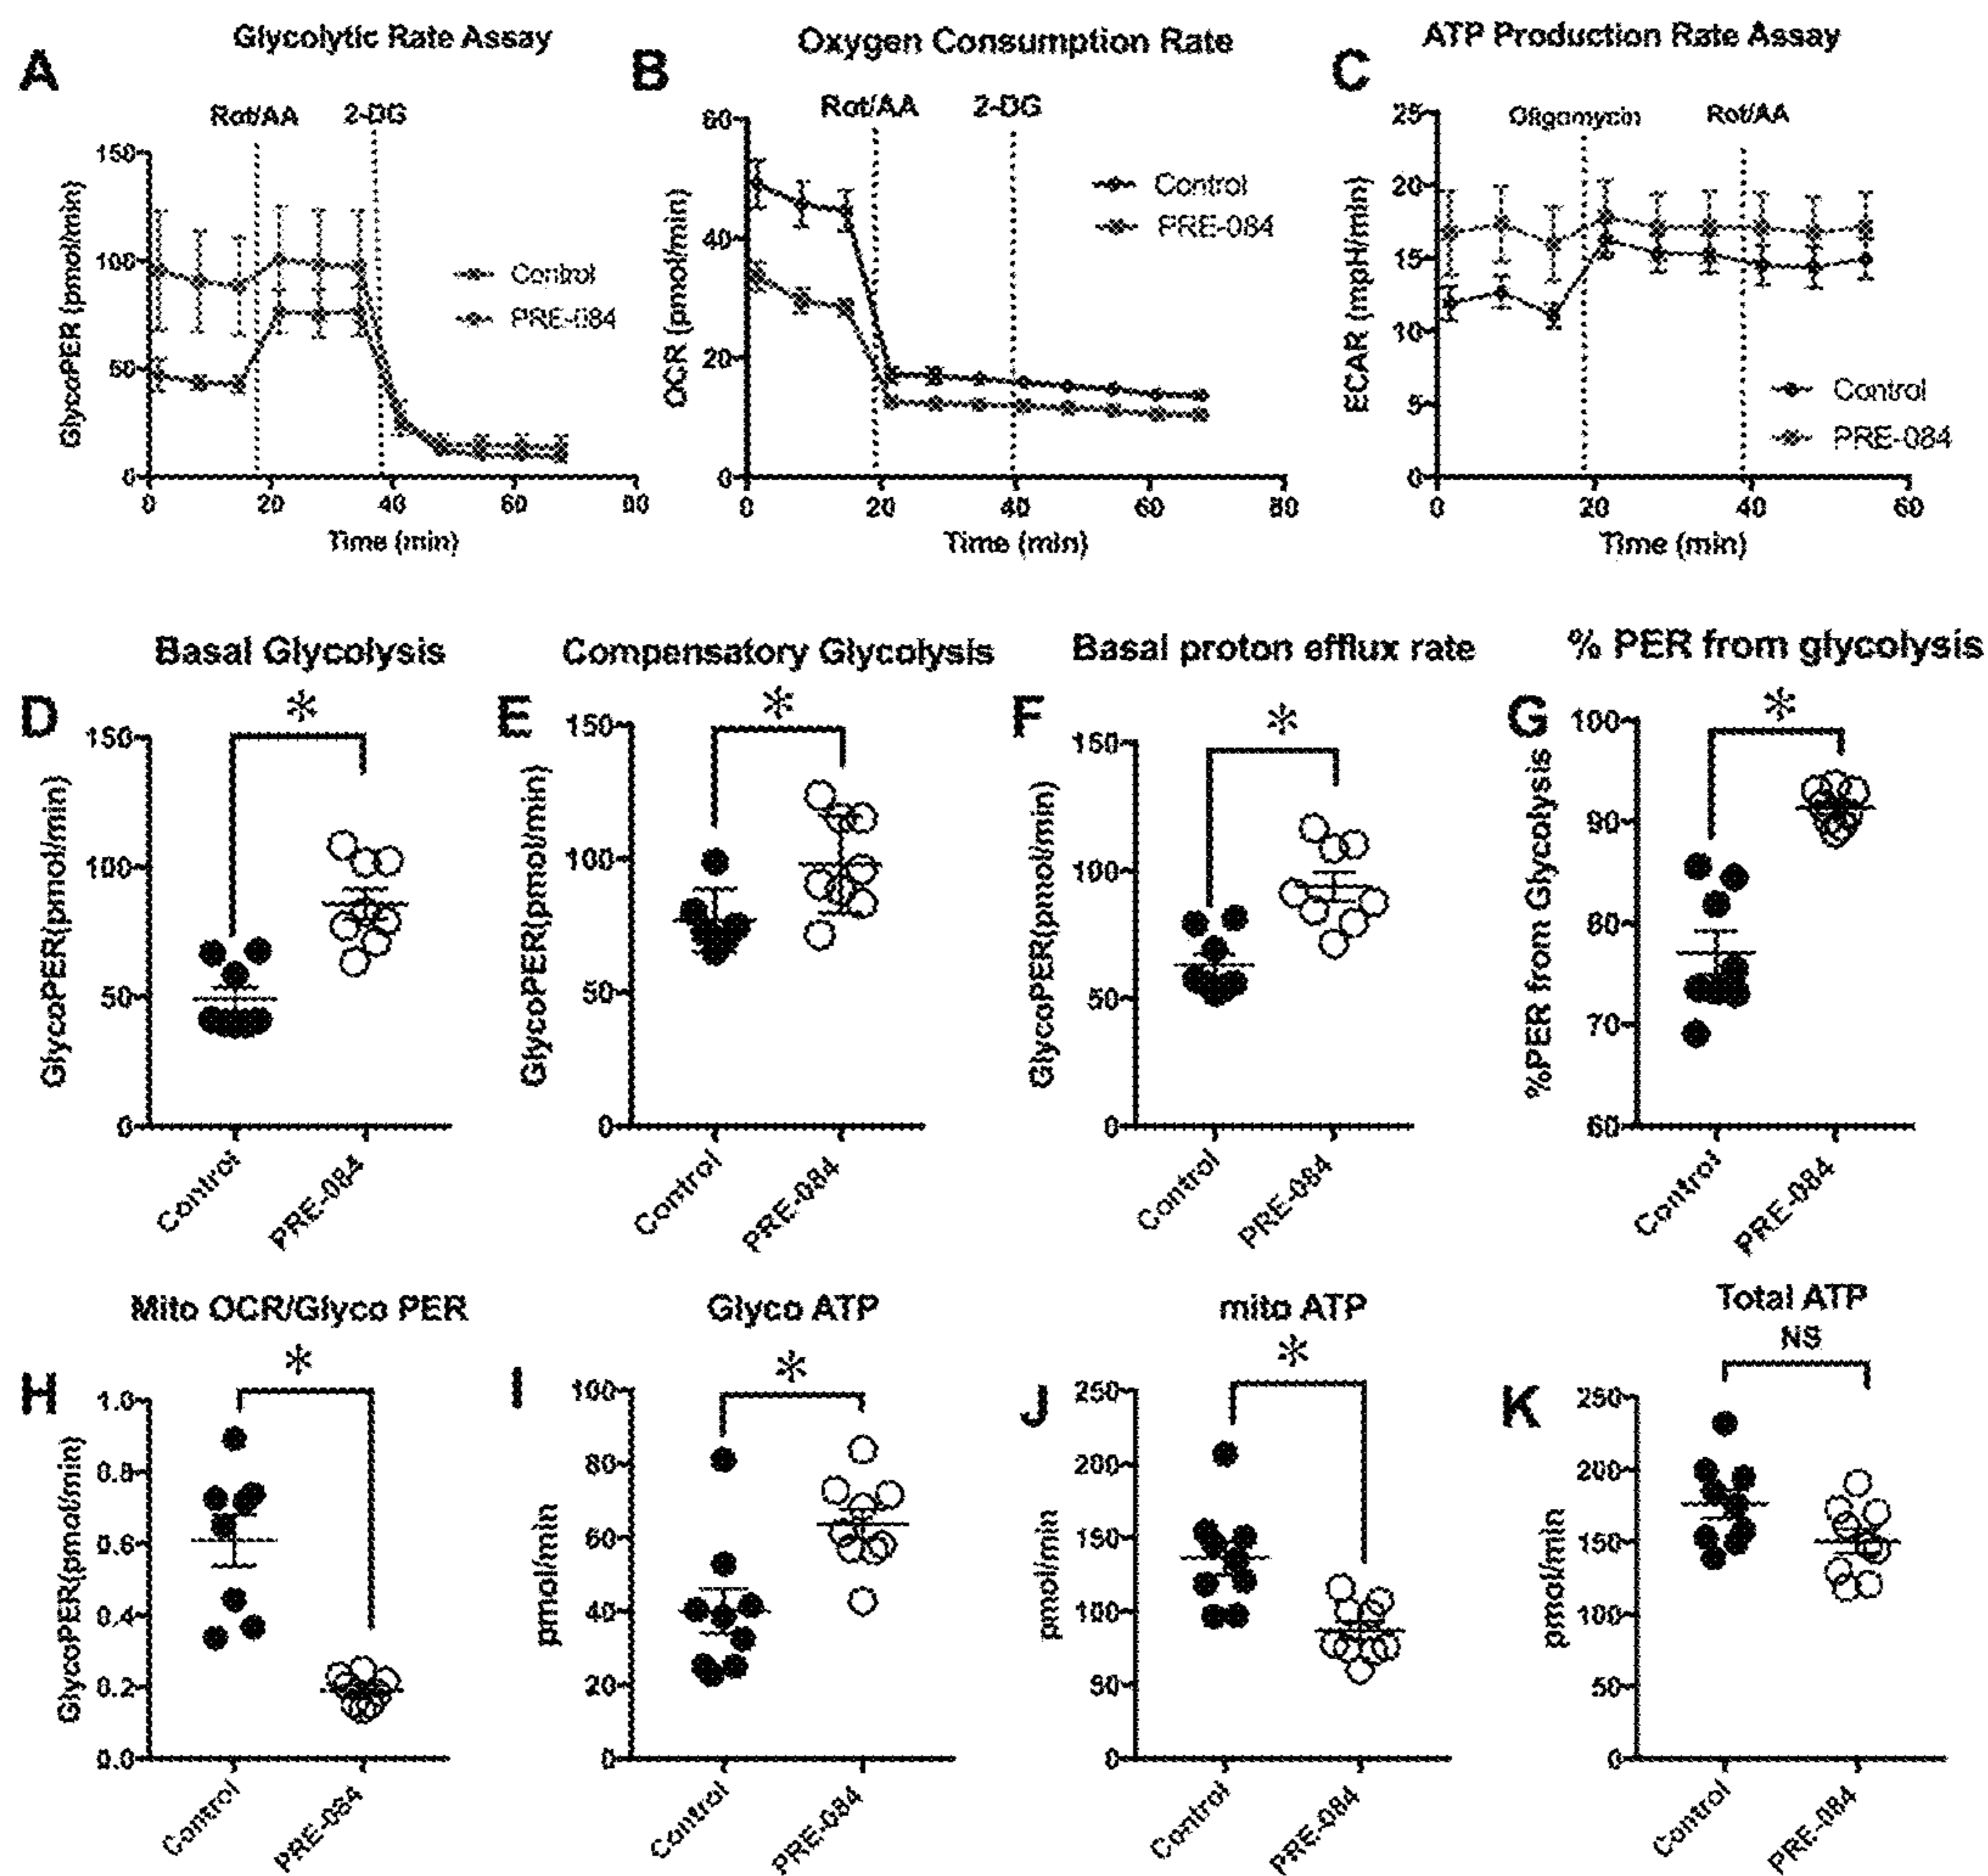 Glycolytic Rate Assay
Oxygen Consumption Rate
ATP Production Rate Assay
A
B
C
Rot/AA
2-DG
Rot/AA
2-DG
Oligomycin
Rot/AA
GlycoPER (pmol/min)
150
100
50
0
0
20
40
60
80
Time (min)
Control
PRE-084
OCR (pmol/min)
60
40
20
0
0
20
40
60
80
Time (min)
Control
PRE-084
ECAR (mpH/min)
25
20
15
10
5
0
0
20
40
60
Time (min)
Control
PRE-084
Basal Glycolysis
Compensatory Glycolysis
Basal proton efflux rate
% PER from glycolysis
D
*
GlycoPER(pmol/min)
150
100
50
0
Control
PRE-084
E
*
GlycoPER(pmol/min)
150
100
50
0
Control
PRE-084
F
*
GlycoPER(pmol/min)
150
100
50
0
Control
PRE-084
G
*
%PER from Glycolysis
100
90
80
70
60
Control
PRE-084
Mito OCR/Glyco PER
Glyco ATP
mito ATP
Total ATP
H
*
GlycoPER(pmol/min)
1.0
0.8
0.6
0.4
0.2
0.0
Control
PRE-084
I
*
pmol/min
100
80
60
40
20
0
Control
PRE-084
J
*
pmol/min
250
200
150
100
50
0
Control
PRE-084
K
NS
pmol/min
250
200
150
100
50
0
Control
PRE-084